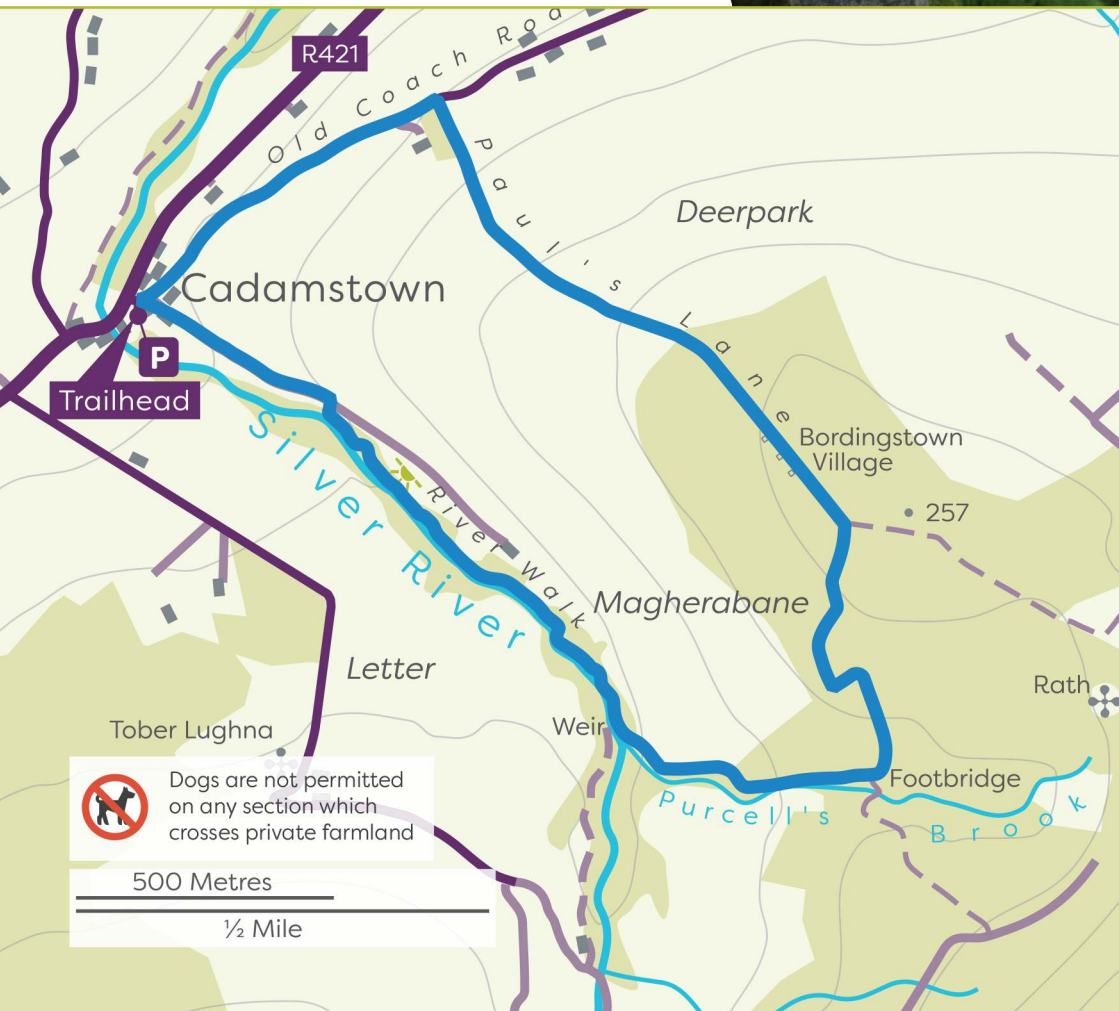 R421
Old Coach Roa
Paul's Lane
Deerpark
Cadamstown
P
Trailhead
Silver River
River Walk
Bordingstown
Village
257
Magherabane
Letter
Rath
Tober Lughna
Weir
Footbridge
Purcell's Brook
Dogs are not permitted
on any section which
crosses private farmland
500 Metres
½ Mile